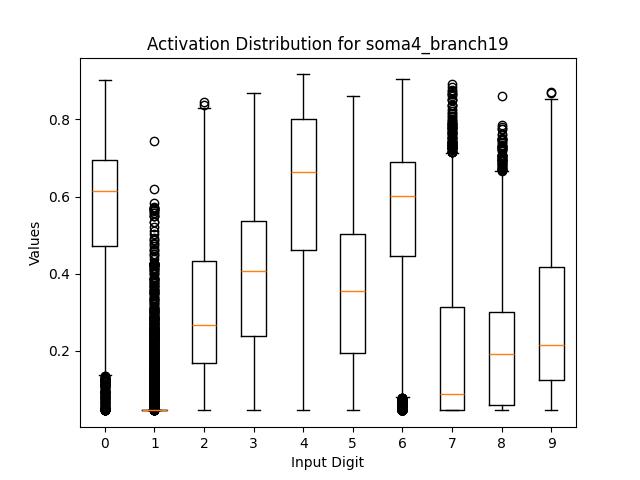 Activation Distribution for soma4_branch19
Values
0.8
0.6
0.4
0.2
0 1 2 3 4 5 6 7 8 9
Input Digit